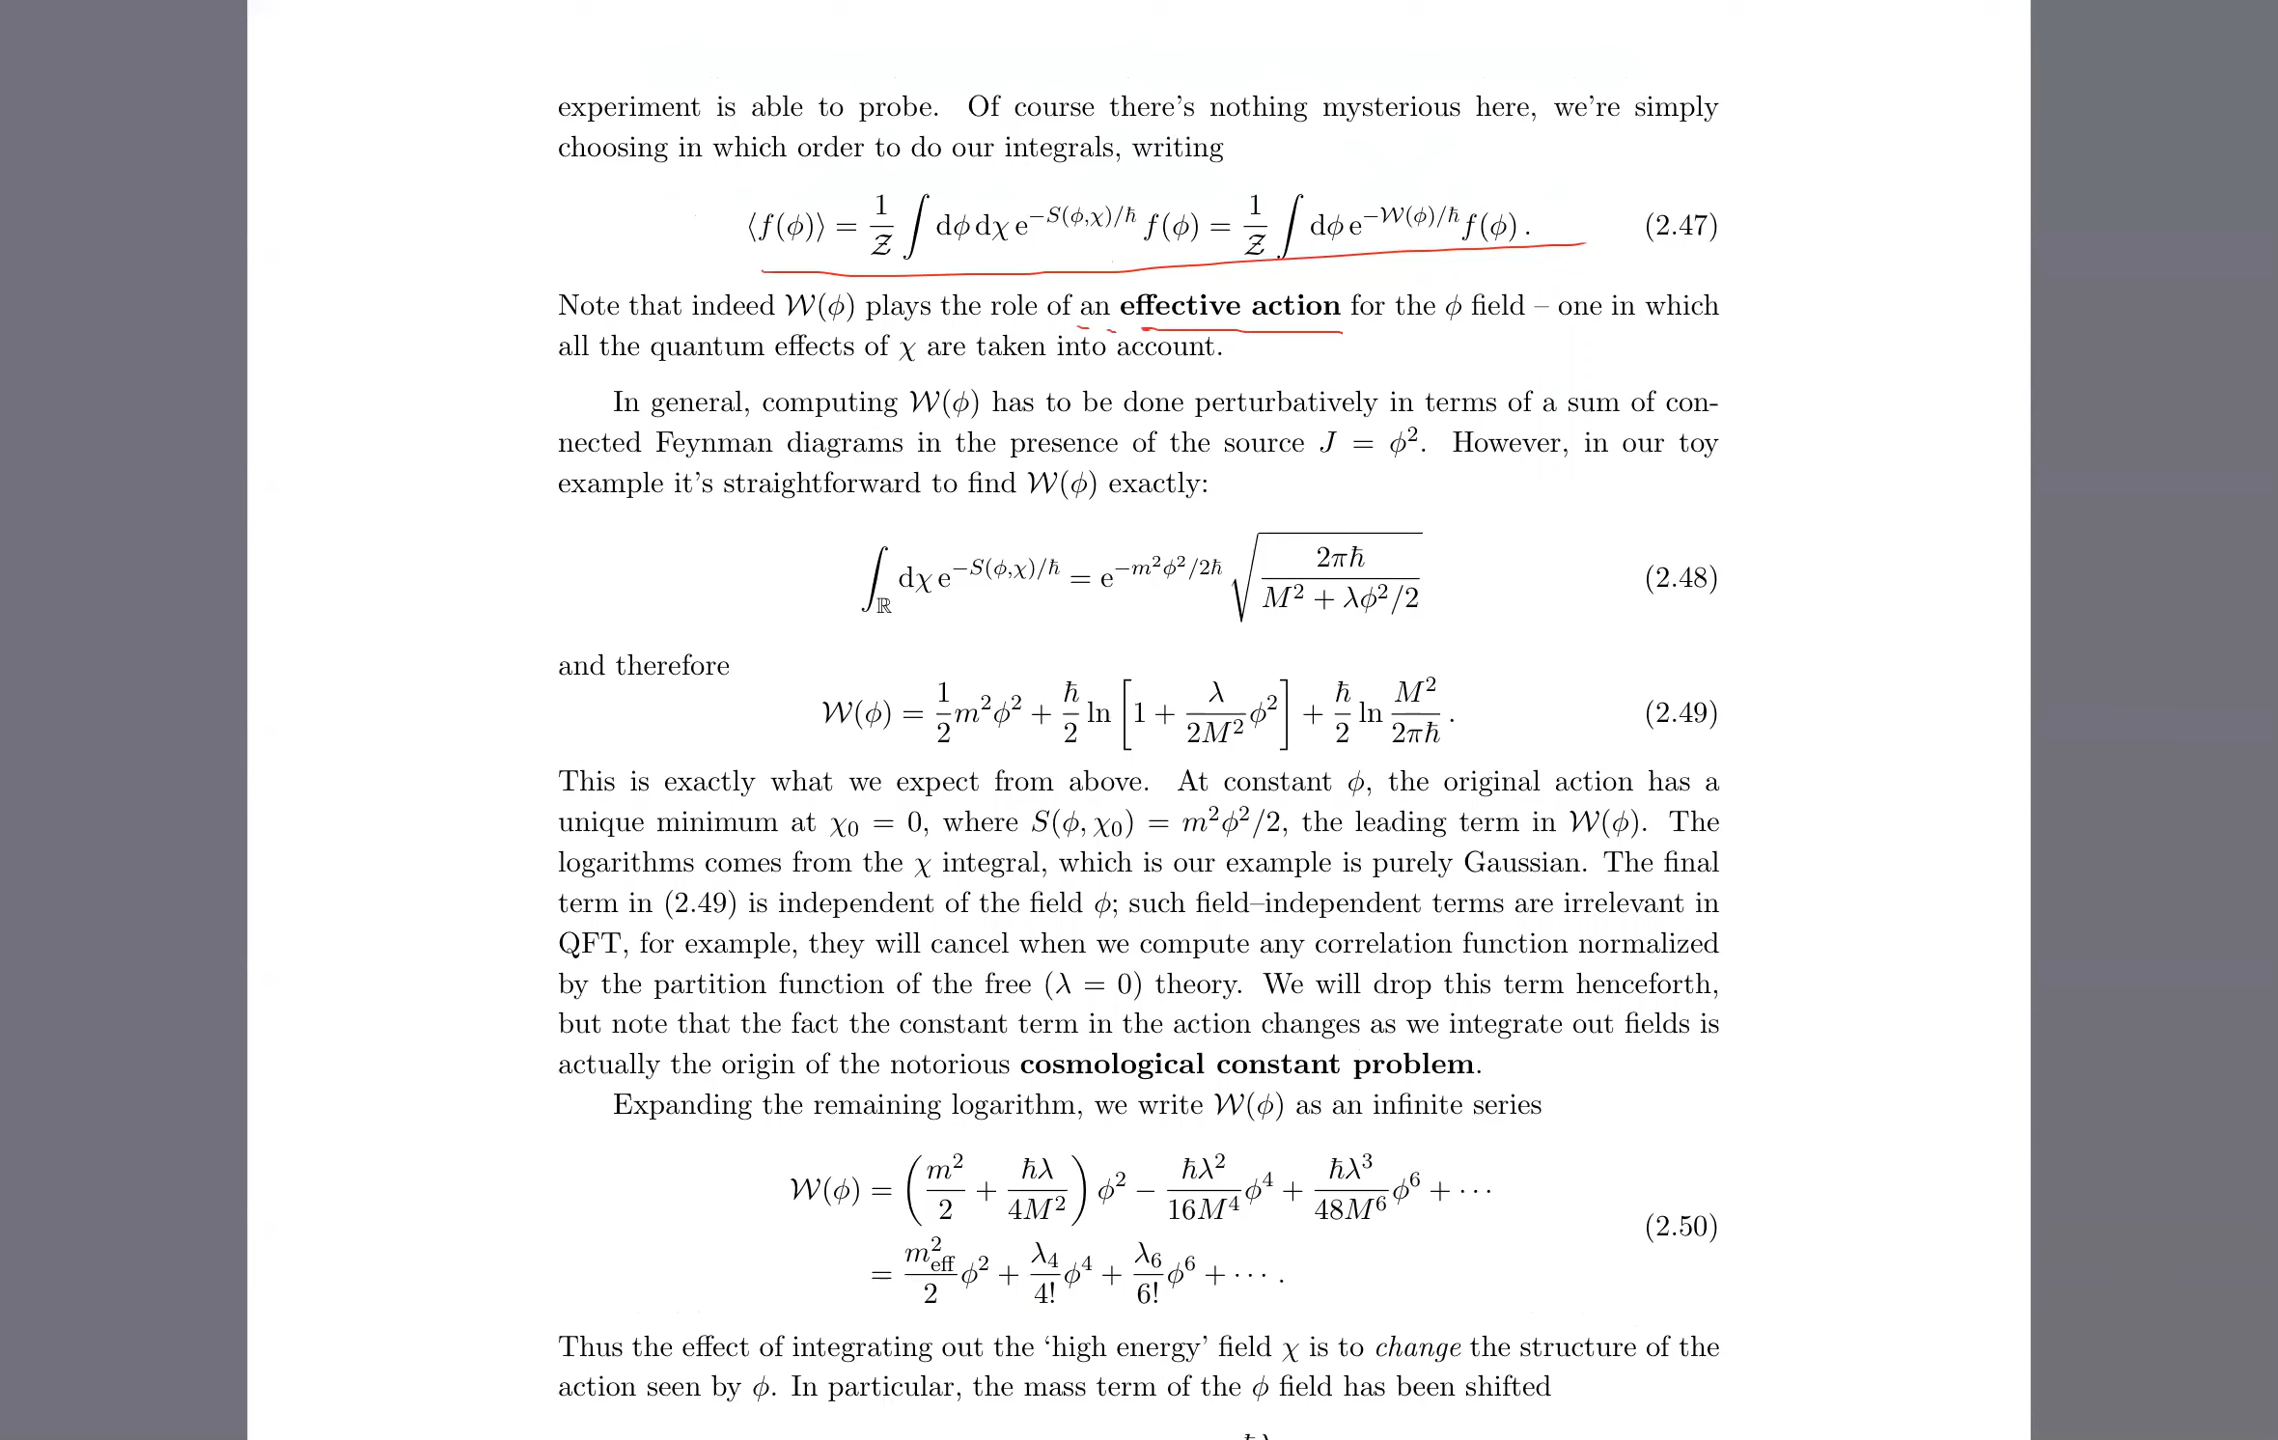 experiment is able to probe. Of course there's nothing mysterious here, we're simply
choosing in which order to do our integrals, writing
⟨f(ϕ)⟩ = 1/𝒵 ∫ dϕ dχ e^{−S(ϕ,χ)/ħ} f(ϕ) = 1/𝒵 ∫ dϕ e^{−𝒲(ϕ)/ħ} f(ϕ) . (2.47)
Note that indeed 𝒲(ϕ) plays the role of an effective action for the ϕ field – one in which
all the quantum effects of χ are taken into account.
In general, computing 𝒲(ϕ) has to be done perturbatively in terms of a sum of con-
nected Feynman diagrams in the presence of the source J = ϕ². However, in our toy
example it's straightforward to find 𝒲(ϕ) exactly:
∫_ℝ dχ e^{−S(ϕ,χ)/ħ} = e^{−m²ϕ²/2ħ} √(2πħ / (M² + λϕ²/2)) (2.48)
and therefore
𝒲(ϕ) = 1/2 m²ϕ² + ħ/2 ln [1 + λ/2M² ϕ²] + ħ/2 ln M²/2πħ . (2.49)
This is exactly what we expect from above. At constant ϕ, the original action has a
unique minimum at χ₀ = 0, where S(ϕ, χ₀) = m²ϕ²/2, the leading term in 𝒲(ϕ). The
logarithms comes from the χ integral, which is our example is purely Gaussian. The final
term in (2.49) is independent of the field ϕ; such field–independent terms are irrelevant in
QFT, for example, they will cancel when we compute any correlation function normalized
by the partition function of the free (λ = 0) theory. We will drop this term henceforth,
but note that the fact the constant term in the action changes as we integrate out fields is
actually the origin of the notorious cosmological constant problem.
Expanding the remaining logarithm, we write 𝒲(ϕ) as an infinite series
𝒲(ϕ) = (m²/2 + ħλ/4M²) ϕ² − ħλ²/16M⁴ ϕ⁴ + ħλ³/48M⁶ ϕ⁶ + ···
= m²_eff/2 ϕ² + λ₄/4! ϕ⁴ + λ₆/6! ϕ⁶ + ··· . (2.50)
Thus the effect of integrating out the 'high energy' field χ is to change the structure of the
action seen by ϕ. In particular, the mass term of the ϕ field has been shifted